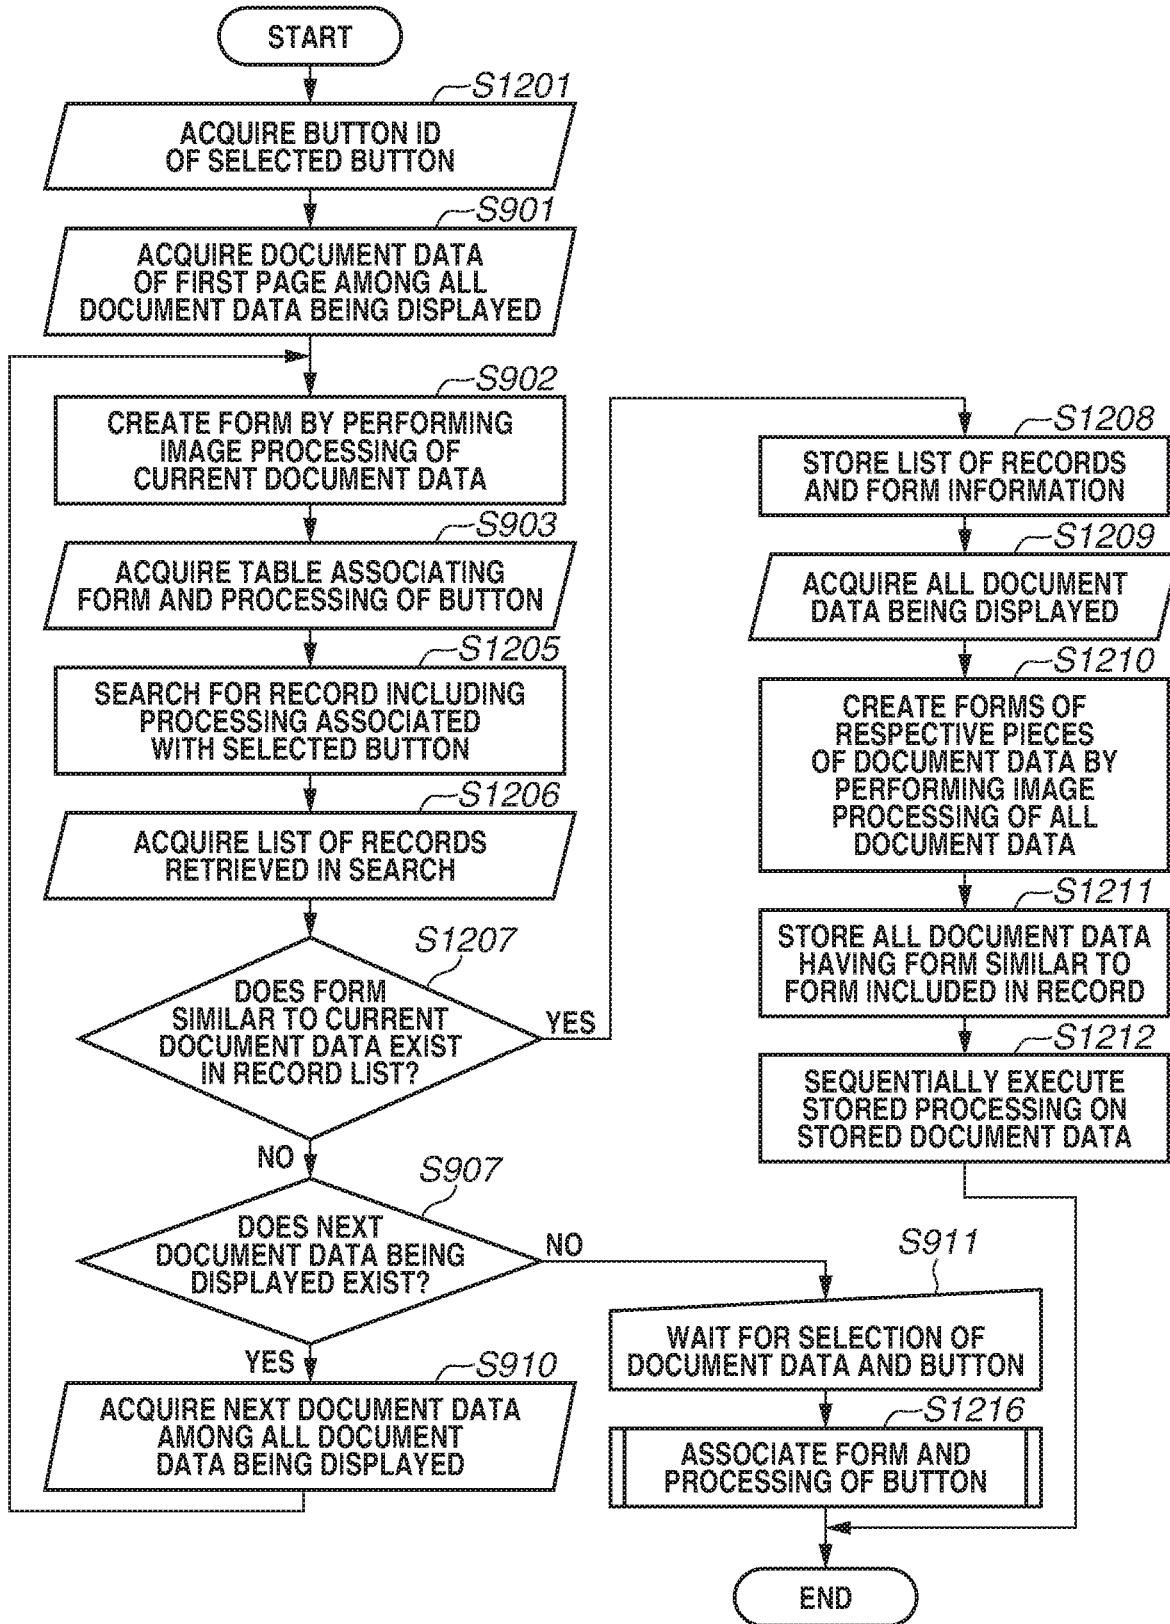 START
S1201
ACQUIRE BUTTON ID
OF SELECTED BUTTON
S901
ACQUIRE DOCUMENT DATA
OF FIRST PAGE AMONG ALL
DOCUMENT DATA BEING DISPLAYED
S902
CREATE FORM BY PERFORMING
IMAGE PROCESSING OF
CURRENT DOCUMENT DATA
S903
ACQUIRE TABLE ASSOCIATING
FORM AND PROCESSING OF BUTTON
S1205
SEARCH FOR RECORD INCLUDING
PROCESSING ASSOCIATED
WITH SELECTED BUTTON
S1206
ACQUIRE LIST OF RECORDS
RETRIEVED IN SEARCH
S1207
DOES FORM
SIMILAR TO CURRENT
DOCUMENT DATA EXIST
IN RECORD LIST?
YES
NO
S907
DOES NEXT
DOCUMENT DATA BEING
DISPLAYED EXIST?
NO
YES
S910
ACQUIRE NEXT DOCUMENT DATA
AMONG ALL DOCUMENT
DATA BEING DISPLAYED
S1208
STORE LIST OF RECORDS
AND FORM INFORMATION
S1209
ACQUIRE ALL DOCUMENT
DATA BEING DISPLAYED
S1210
CREATE FORMS OF
RESPECTIVE PIECES
OF DOCUMENT DATA BY
PERFORMING IMAGE
PROCESSING OF ALL
DOCUMENT DATA
S1211
STORE ALL DOCUMENT DATA
HAVING FORM SIMILAR TO
FORM INCLUDED IN RECORD
S1212
SEQUENTIALLY EXECUTE
STORED PROCESSING ON
STORED DOCUMENT DATA
S911
WAIT FOR SELECTION OF
DOCUMENT DATA AND BUTTON
S1216
ASSOCIATE FORM AND
PROCESSING OF BUTTON
END